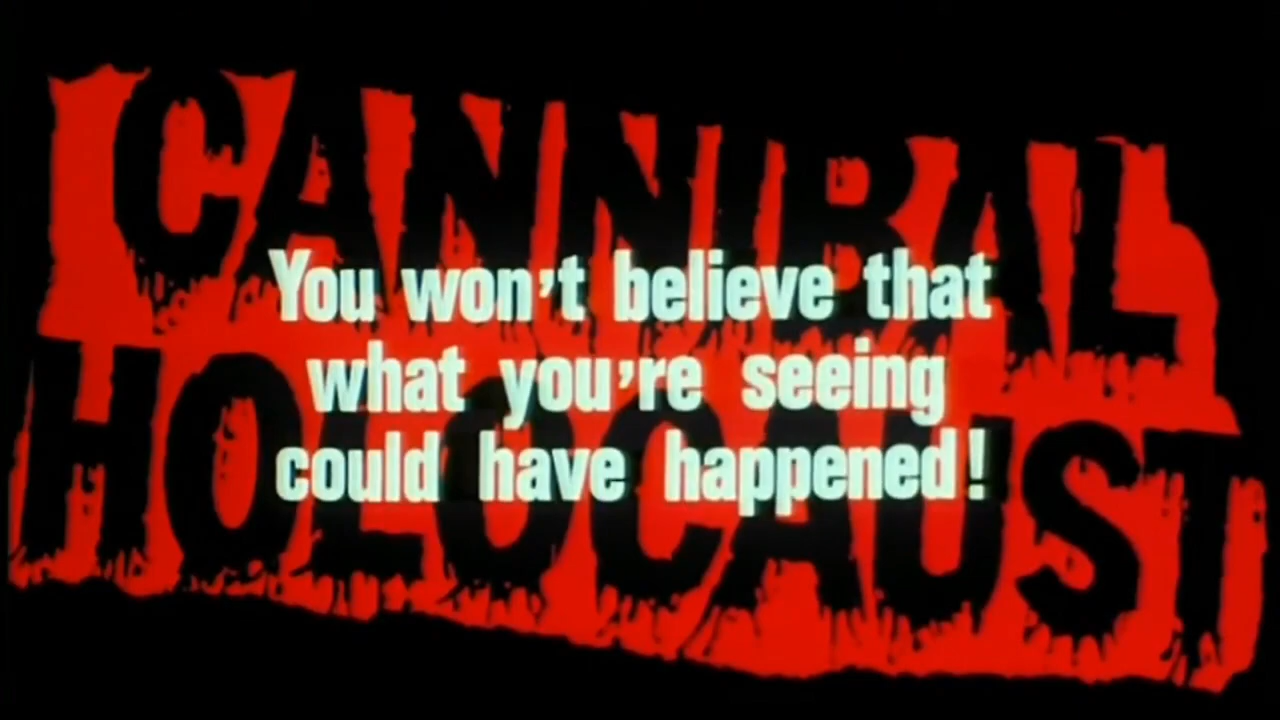 CANNIBAL
HOLOCAUST
You won't believe that
what you're seeing
could have happened!